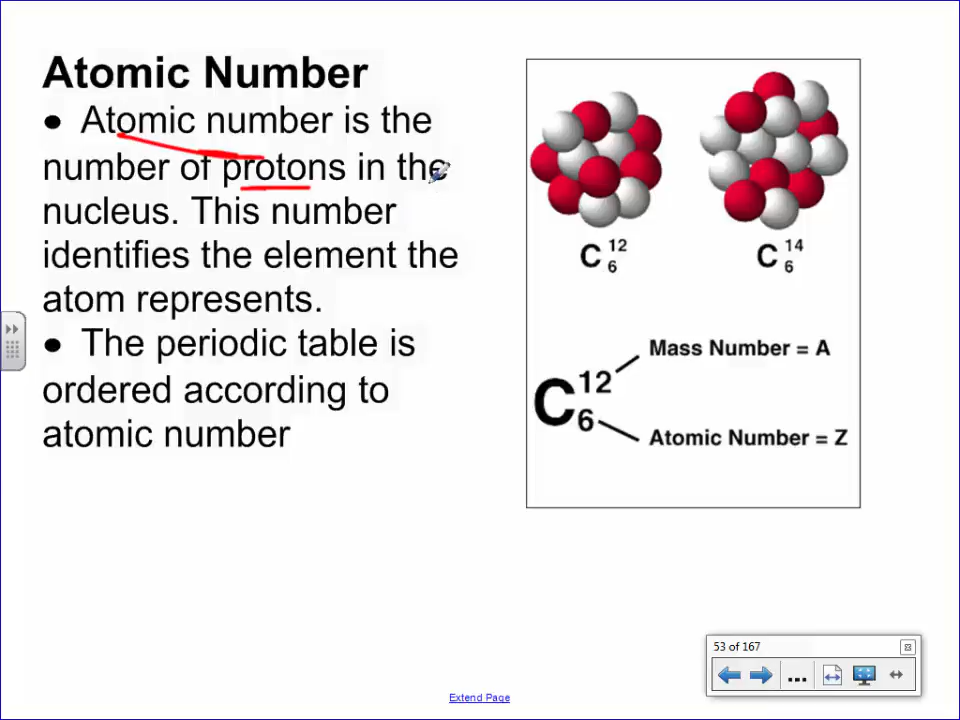 Atomic Number
● Atomic number is the
number of protons in the
nucleus. This number
identifies the element the
atom represents.
● The periodic table is
ordered according to
atomic number
C 12 6
C 14 6
Mass Number = A
C 12 6
Atomic Number = Z
53 of 167
...
Extend Page